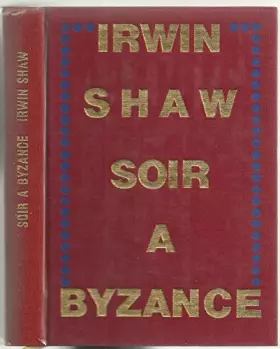 SOIR A BYZANCE IRWIN SHAW
IRWIN
SHAW
SOIR
A
BYZANCE